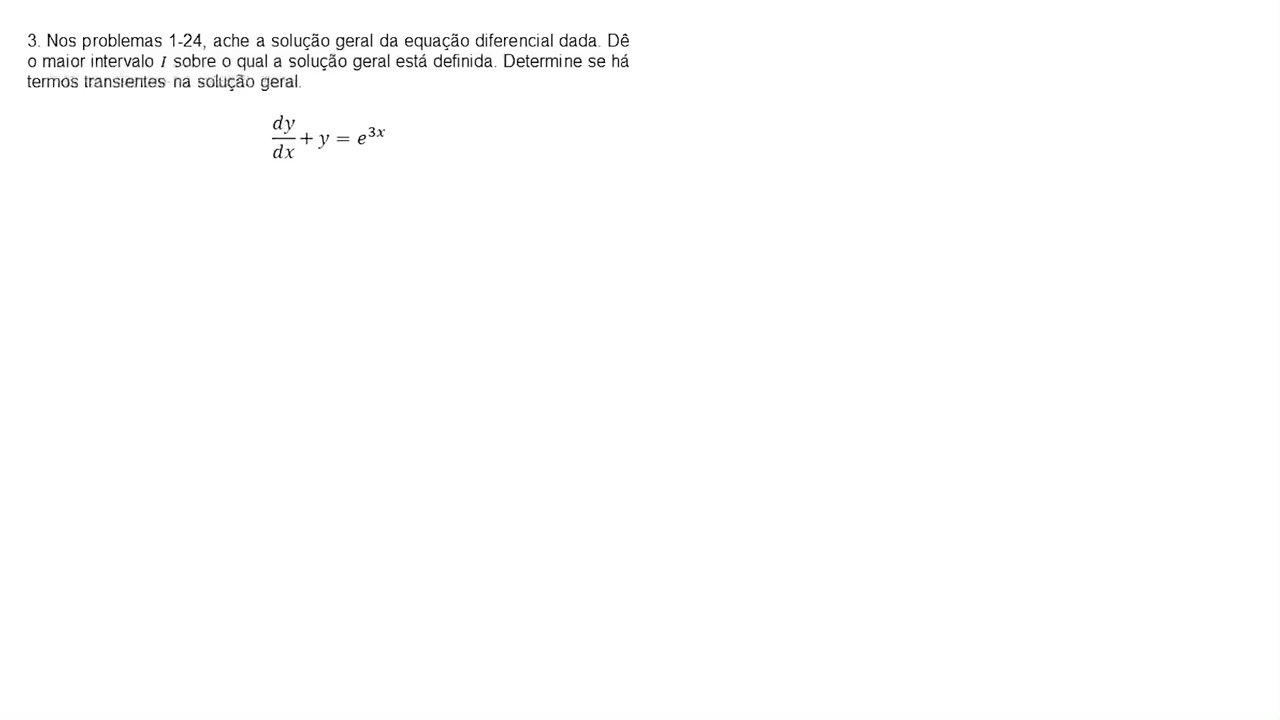 3. Nos problemas 1-24, ache a solução geral da equação diferencial dada. Dê
o maior intervalo I sobre o qual a solução geral está definida. Determine se há
termos transientes na solução geral.
dy/dx + y = e^{3x}